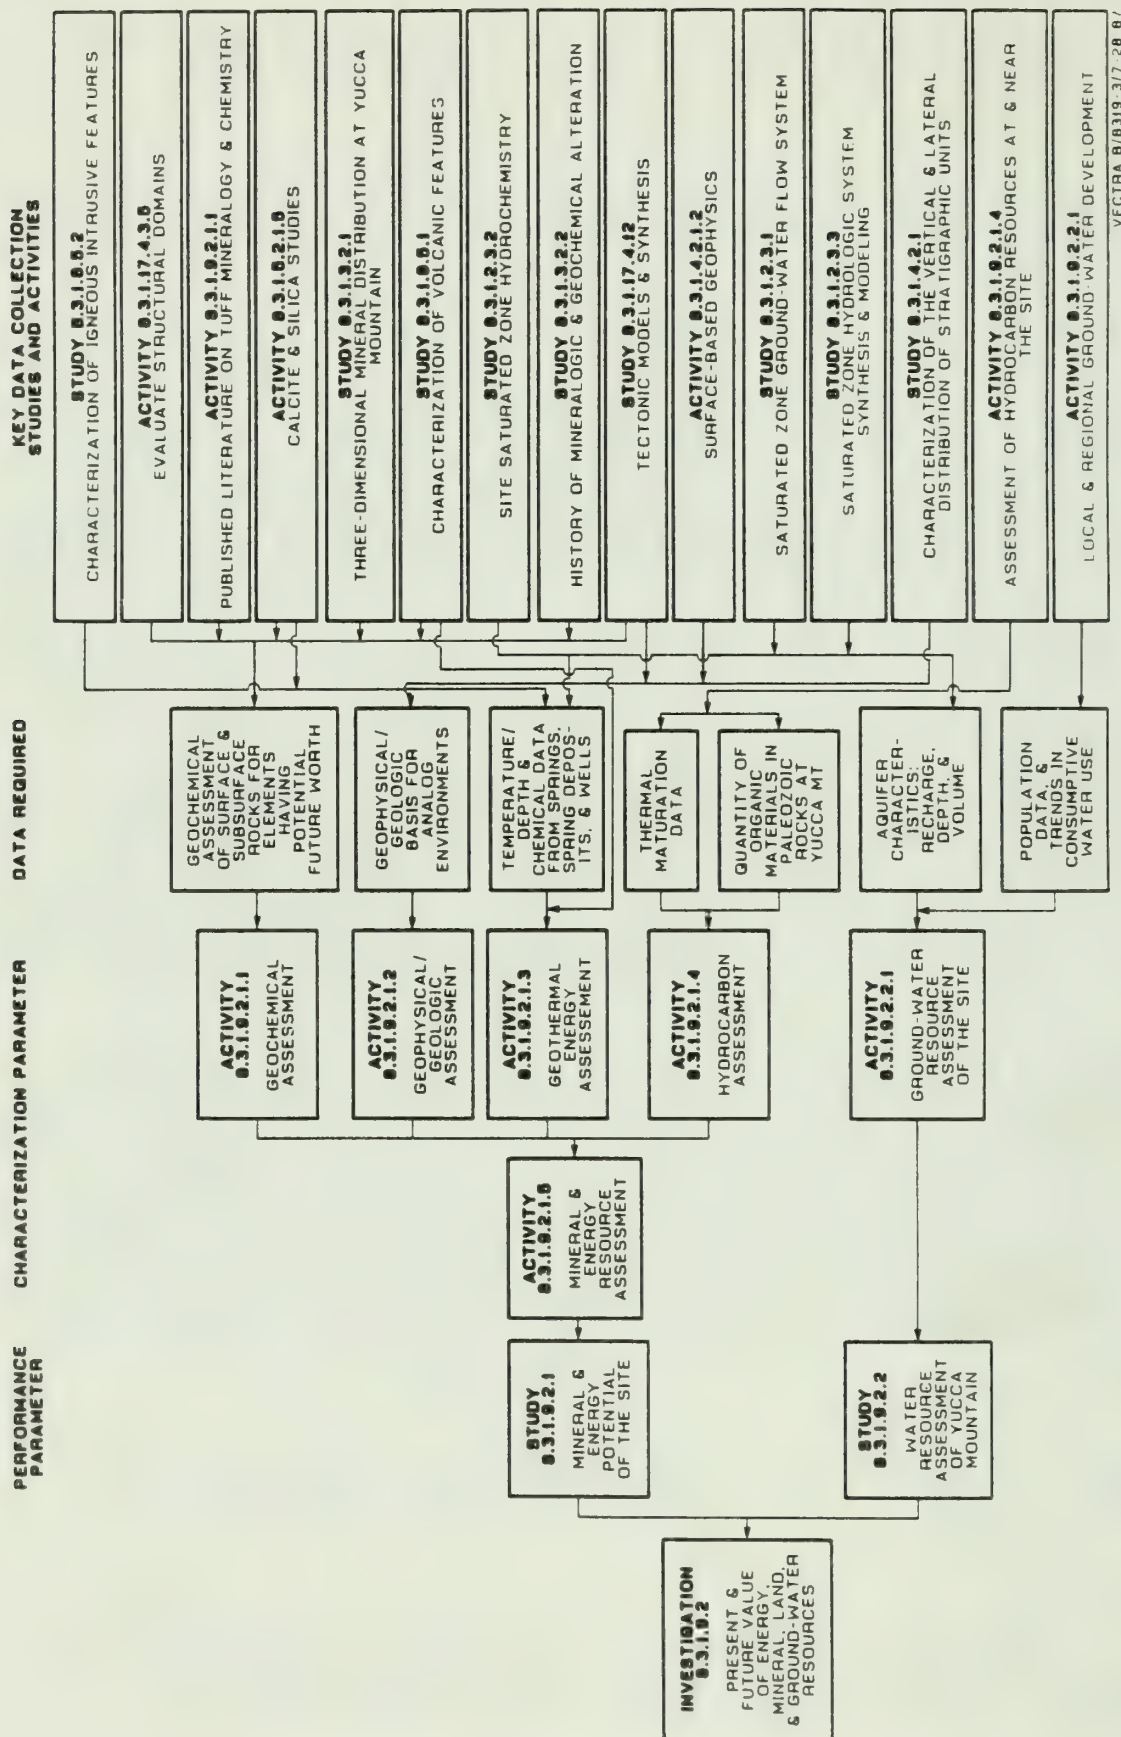 PERFORMANCE
PARAMETER
CHARACTERIZATION PARAMETER
DATA REQUIRED
KEY DATA COLLECTION
STUDIES AND ACTIVITIES
INVESTIGATION
8.3.1.9.2
PRESENT &
FUTURE VALUE
OF ENERGY,
MINERAL, LAND,
& GROUND-WATER
RESOURCES
STUDY
8.3.1.9.2.1
MINERAL &
ENERGY
POTENTIAL
OF THE SITE
STUDY
8.3.1.9.2.2
WATER
RESOURCE
ASSESSMENT
OF YUCCA
MOUNTAIN
ACTIVITY
8.3.1.9.2.1.5
MINERAL &
ENERGY
RESOURCE
ASSESSMENT
ACTIVITY
8.3.1.9.2.1.1
GEOCHEMICAL
ASSESSMENT
ACTIVITY
8.3.1.9.2.1.2
GEOPHYSICAL/
GEOLOGIC
ASSESSMENT
ACTIVITY
8.3.1.9.2.1.3
GEOTHERMAL
ENERGY
ASSESSEMENT
ACTIVITY
8.3.1.9.2.1.4
HYDROCARBON
ASSESSMENT
ACTIVITY
8.3.1.9.2.2.1
GROUND-WATER
RESOURCE
ASSESSMENT
OF THE SITE
GEOCHEMICAL
ASSESSMENT
OF SURFACE &
SUBSURFACE
ROCKS FOR
ELEMENTS
HAVING
POTENTIAL
FUTURE WORTH
GEOPHYSICAL/
GEOLOGIC
BASIS FOR
ANALOG
ENVIRONMENTS
TEMPERATURE/
DEPTH &
CHEMICAL DATA
FROM SPRINGS,
SPRING DEPOS-
ITS, & WELLS
THERMAL
MATURATION
DATA
QUANTITY OF
ORGANIC
MATERIALS IN
PALEOZOIC
ROCKS AT
YUCCA MT
AQUIFER
CHARACTER-
ISTICS:
RECHARGE,
DEPTH, &
VOLUME
POPULATION
DATA, &
TRENDS IN
CONSUMPTIVE
WATER USE
STUDY 8.3.1.8.5.2
CHARACTERIZATION OF IGNEOUS INTRUSIVE FEATURES
ACTIVITY 8.3.1.17.4.3.5
EVALUATE STRUCTURAL DOMAINS
ACTIVITY 8.3.1.9.2.1.1
PUBLISHED LITERATURE ON TUFF MINERALOGY & CHEMISTRY
ACTIVITY 8.3.1.5.2.1.5
CALCITE & SILICA STUDIES
STUDY 8.3.1.3.2.1
THREE-DIMENSIONAL MINERAL DISTRIBUTION AT YUCCA
MOUNTAIN
STUDY 8.3.1.8.5.1
CHARACTERIZATION OF VOLCANIC FEATURES
STUDY 8.3.1.2.3.2
SITE SATURATED ZONE HYDROCHEMISTRY
STUDY 8.3.1.3.2.2
HISTORY OF MINERALOGIC & GEOCHEMICAL ALTERATION
STUDY 8.3.1.17.4.12
TECTONIC MODELS & SYNTHESIS
ACTIVITY 8.3.1.4.2.1.2
SURFACE-BASED GEOPHYSICS
STUDY 8.3.1.2.3.1
SATURATED ZONE GROUND-WATER FLOW SYSTEM
STUDY 8.3.1.2.3.3
SATURATED ZONE HYDROLOGIC SYSTEM
SYNTHESIS & MODELING
STUDY 8.3.1.4.2.1
CHARACTERIZATION OF THE VERTICAL & LATERAL
DISTRIBUTION OF STRATIGRAPHIC UNITS
ACTIVITY 8.3.1.9.2.1.4
ASSESSMENT OF HYDROCARBON RESOURCES AT & NEAR
THE SITE
ACTIVITY 8.3.1.9.2.2.1
LOCAL & REGIONAL GROUND-WATER DEVELOPMENT